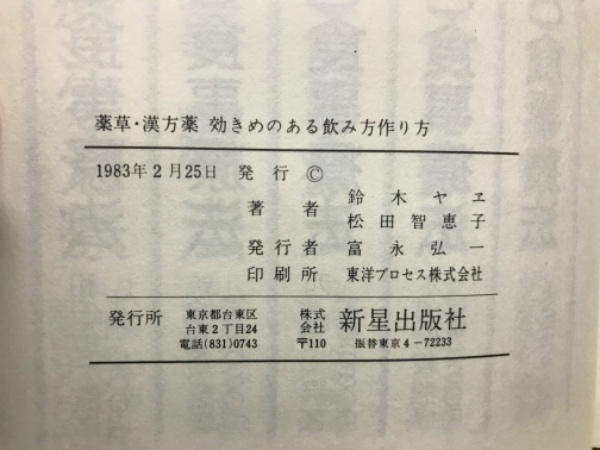 薬草・漢方薬 効きめのある飲み方作り方
1983年2月25日 発行 ©
著者 鈴木ヤヱ
松田智恵子
発行者 富永弘一
印刷所 東洋プロセス株式会社
発行所 東京都台東区 株式 新星出版社
台東2丁目24 会社
電話(831)0743 〒110 振替東京4-72233